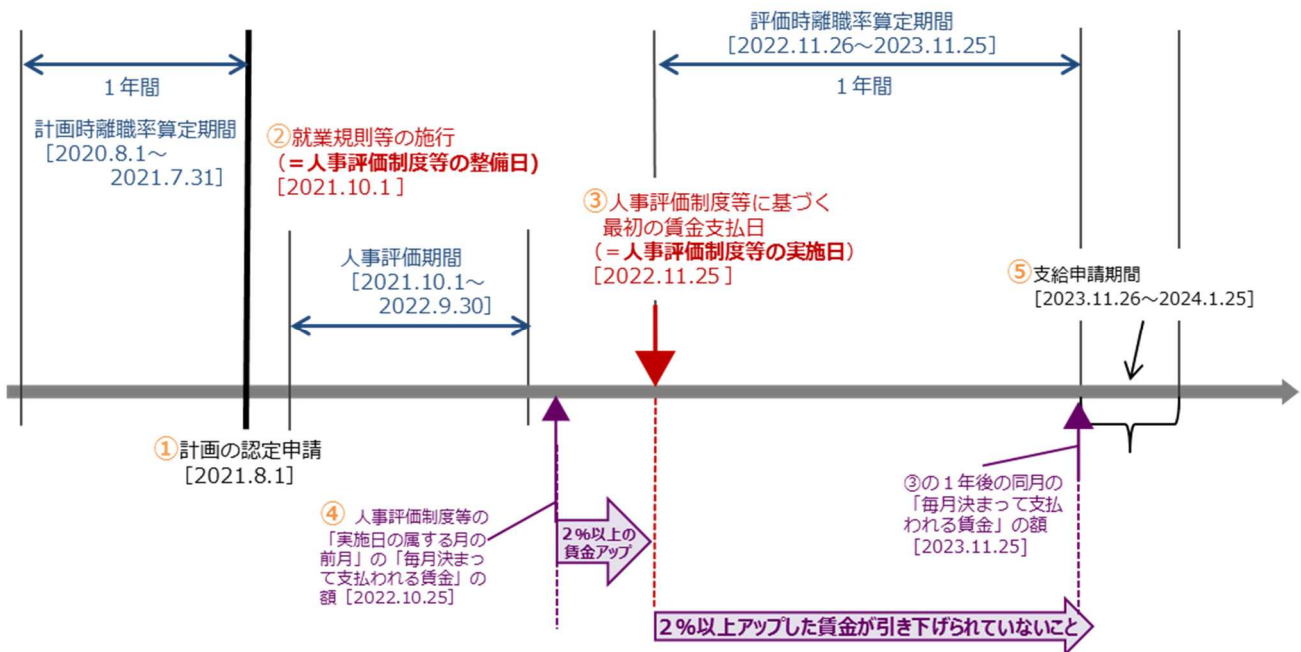 １年間
計画時離職率算定期間
［2020.8.1～
2021.7.31］
②就業規則等の施行
（＝人事評価制度等の整備日)
［2021.10.1］
人事評価期間
［2021.10.1～
2022.9.30］
評価時離職率算定期間
［2022.11.26～2023.11.25］
１年間
③人事評価制度等に基づく
最初の賃金支払日
（＝人事評価制度等の実施日）
［2022.11.25］
⑤支給申請期間
［2023.11.26～2024.1.25］
①計画の認定申請
［2021.8.1］
④ 人事評価制度等の
「実施日の属する月の
前月」の「毎月決まっ
て支払われる賃金」の
額［2022.10.25］
２％以上の
賃金アップ
③の１年後の同月の
「毎月決まって支払
われる賃金」の額
［2023.11.25］
２％以上アップした賃金が引き下げられていないこと